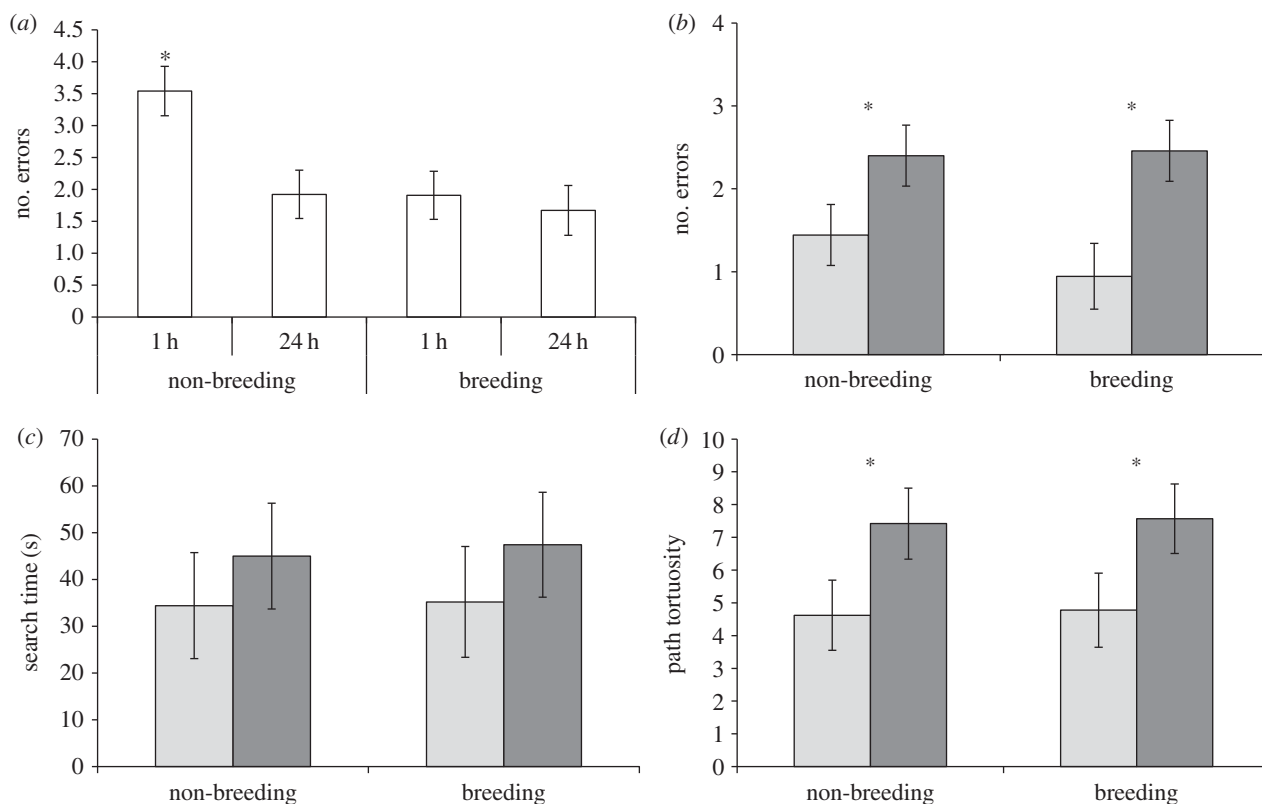 (a)
no. errors
4.5
4.0
3.5
3.0
2.5
2.0
1.5
1.0
0.5
0
*
1 h 24 h 1 h 24 h
non-breeding breeding
(b)
no. errors
4
3
2
1
0
* *
non-breeding breeding
(c)
search time (s)
70
60
50
40
30
20
10
0
non-breeding breeding
(d)
path tortuosity
10
9
8
7
6
5
4
3
2
1
0
* *
non-breeding breeding